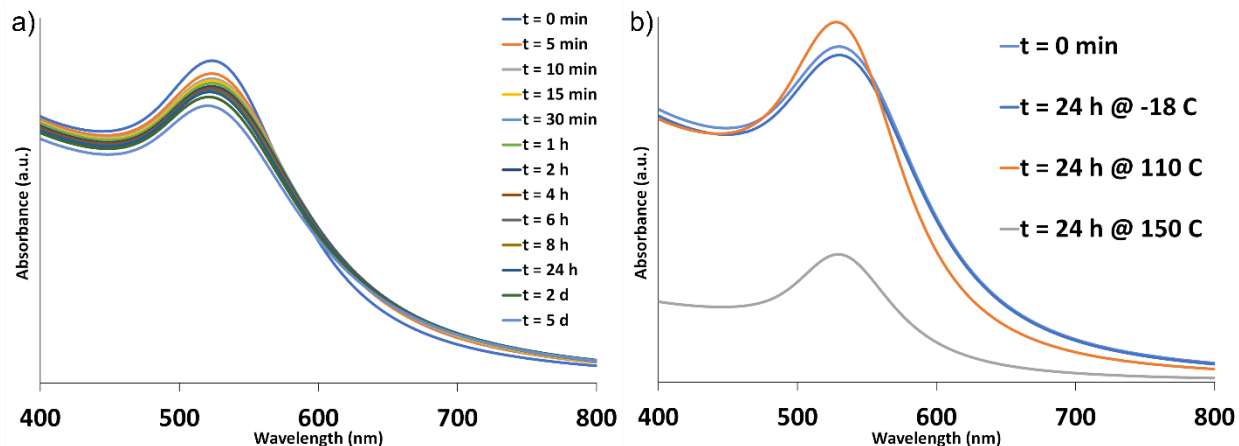 a)
Absorbance (a.u.)
t = 0 min
t = 5 min
t = 10 min
t = 15 min
t = 30 min
t = 1 h
t = 2 h
t = 4 h
t = 6 h
t = 8 h
t = 24 h
t = 2 d
t = 5 d
400 500 600 700 800
Wavelength (nm)
b)
Absorbance (a.u.)
t = 0 min
t = 24 h @ -18 C
t = 24 h @ 110 C
t = 24 h @ 150 C
400 500 600 700 800
Wavelength (nm)